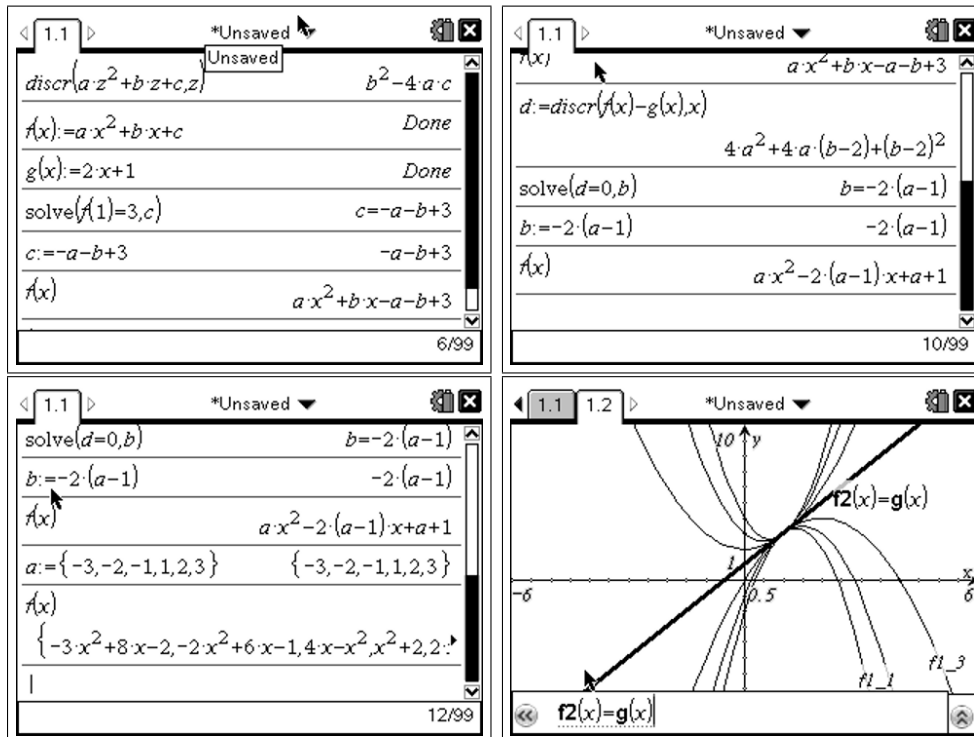 1.1 *Unsaved
Unsaved
discr(a·z²+b·z+c,z) b²−4·a·c
f(x):=a·x²+b·x+c Done
g(x):=2·x+1 Done
solve(f(1)=3,c) c=−a−b+3
c:=−a−b+3 −a−b+3
f(x) a·x²+b·x−a−b+3
6/99
1.1 *Unsaved
f(x) a·x²+b·x−a−b+3
d:=discr(f(x)−g(x),x)
4·a²+4·a·(b−2)+(b−2)²
solve(d=0,b) b=−2·(a−1)
b:=−2·(a−1) −2·(a−1)
f(x) a·x²−2·(a−1)·x+a+1
10/99
1.1 *Unsaved
solve(d=0,b) b=−2·(a−1)
b:=−2·(a−1) −2·(a−1)
f(x) a·x²−2·(a−1)·x+a+1
a:={−3,−2,−1,1,2,3} {−3,−2,−1,1,2,3}
f(x)
{−3·x²+8·x−2,−2·x²+6·x−1,4·x−x²,x²+2,2·
12/99
1.1 1.2 *Unsaved
10 y
f2(x)=g(x)
1 x
−6 0.5 6
f1_3
f1_1
f2(x)=g(x)